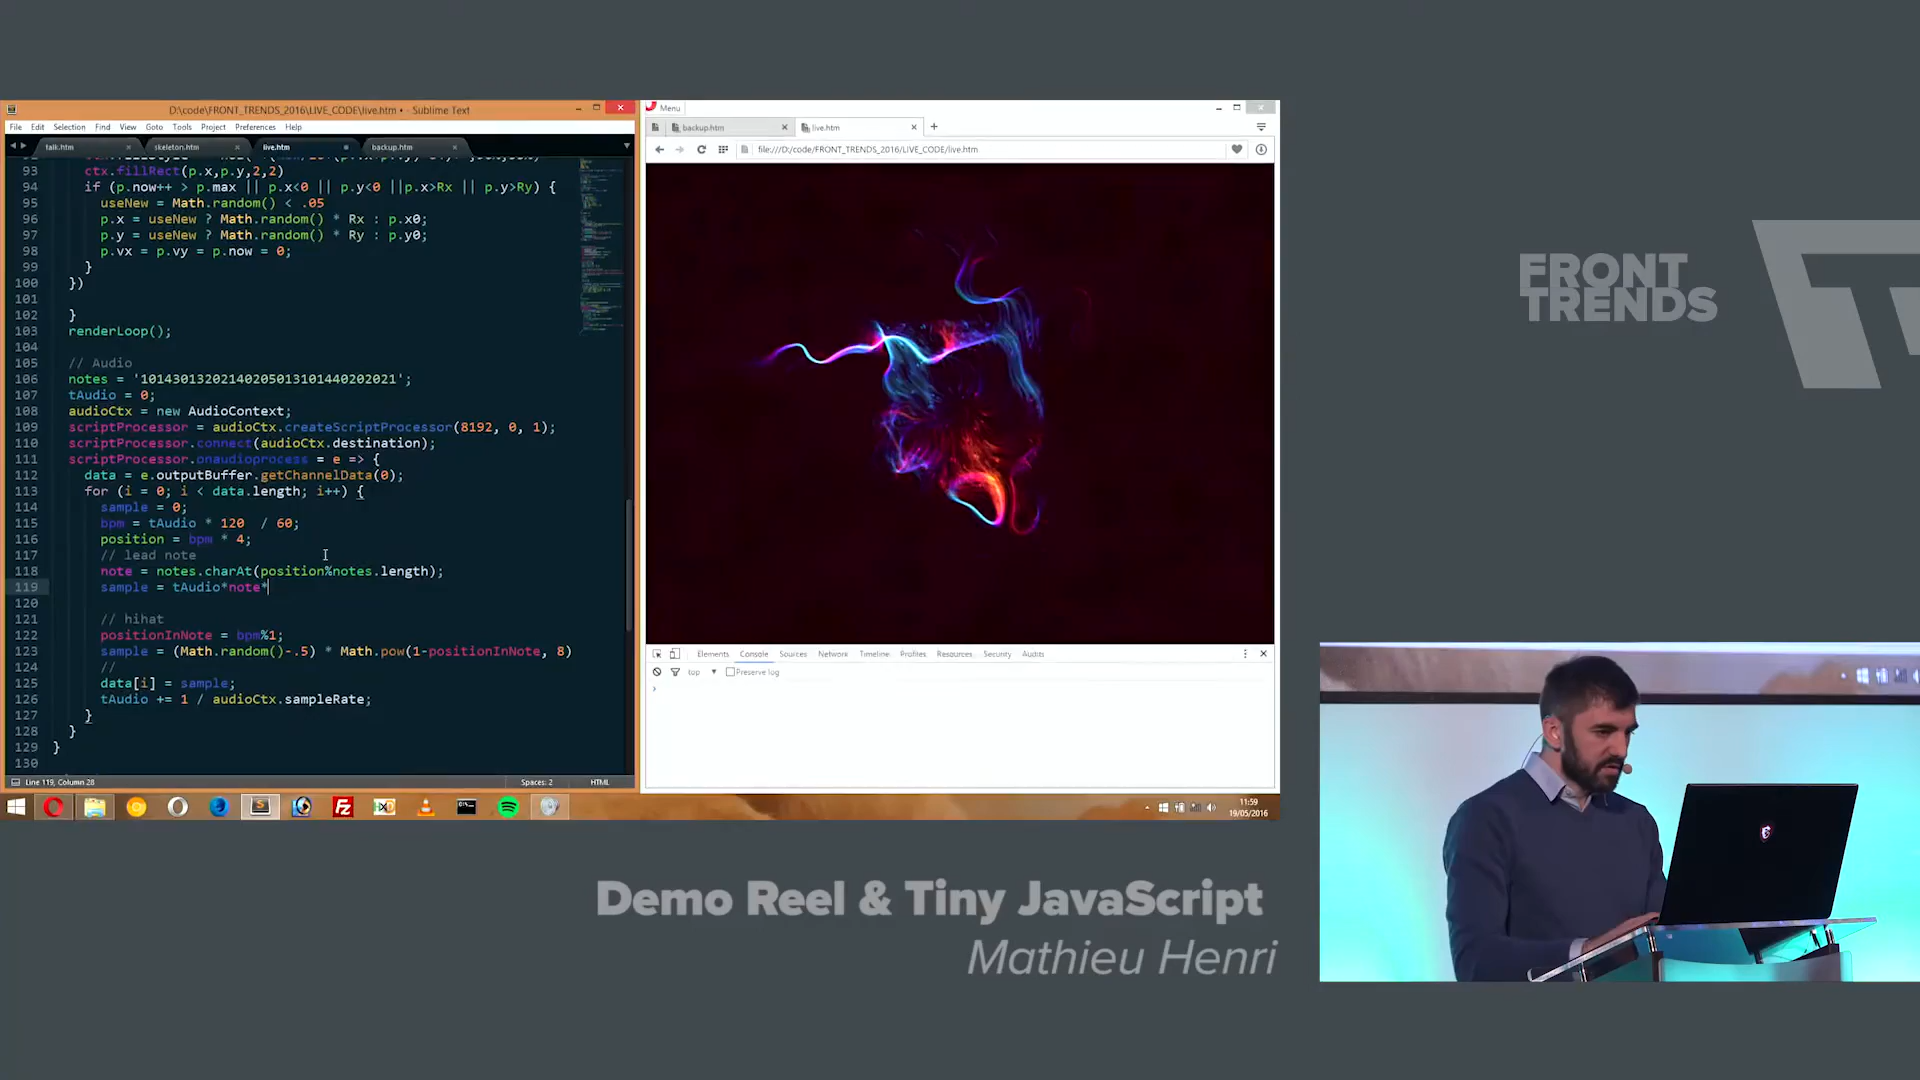 D:\code\FRONT_TRENDS_2016\LIVE_CODE\live.htm • - Sublime Text
File Edit Selection Find View Goto Tools Project Preferences Help
talk.htm skeleton.htm live.htm backup.htm
93 ctx.fillRect(p.x,p.y,2,2)
94 if (p.now++ > p.max || p.x<0 || p.y<0 ||p.x>Rx || p.y>Ry) {
95 useNew = Math.random() < .05
96 p.x = useNew ? Math.random() * Rx : p.x0;
97 p.y = useNew ? Math.random() * Ry : p.y0;
98 p.vx = p.vy = p.now = 0;
99 }
100 })
101
102 }
103 renderLoop();
104
105 // Audio
106 notes = '10143013202140205013101440202021';
107 tAudio = 0;
108 audioCtx = new AudioContext;
109 scriptProcessor = audioCtx.createScriptProcessor(8192, 0, 1);
110 scriptProcessor.connect(audioCtx.destination);
111 scriptProcessor.onaudioprocess = e => {
112 data = e.outputBuffer.getChannelData(0);
113 for (i = 0; i < data.length; i++) {
114 sample = 0;
115 bpm = tAudio * 120  / 60;
116 position = bpm * 4;
117 // lead note
118 note = notes.charAt(position%notes.length);
119 sample = tAudio*note*
120
121 // hihat
122 positionInNote = bpm%1;
123 sample = (Math.random()-.5) * Math.pow(1-positionInNote, 8)
124 //
125 data[i] = sample;
126 tAudio += 1 / audioCtx.sampleRate;
127 }
128 }
129 }
130
Line 119, Column 28 Spaces: 2 HTML
Menu
backup.htm live.htm
file:///D:/code/FRONT_TRENDS_2016/LIVE_CODE/live.htm
Elements Console Sources Network Timeline Profiles Resources Security Audits
top Preserve log
11:59
19/05/2016
FRONT
TRENDS
Demo Reel & Tiny JavaScript
Mathieu Henri